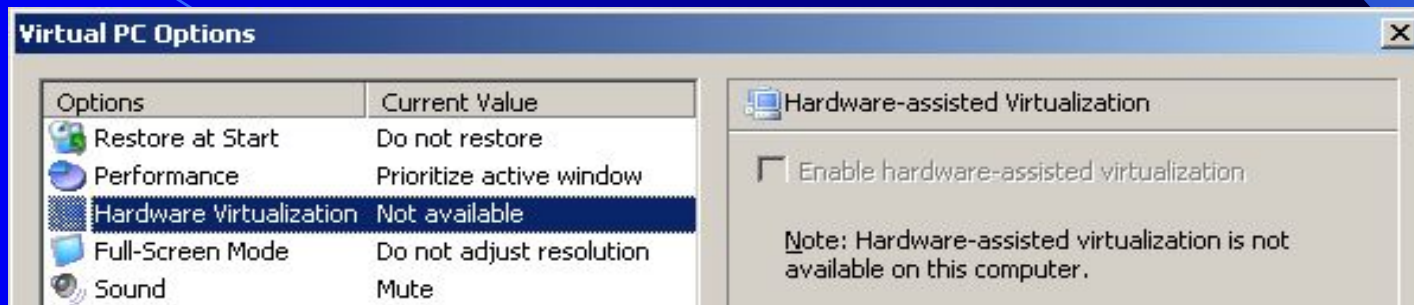 Virtual PC Options
Options Current Value
Restore at Start Do not restore
Performance Prioritize active window
Hardware Virtualization Not available
Full-Screen Mode Do not adjust resolution
Sound Mute
Hardware-assisted Virtualization
Enable hardware-assisted virtualization
Note: Hardware-assisted virtualization is not
available on this computer.